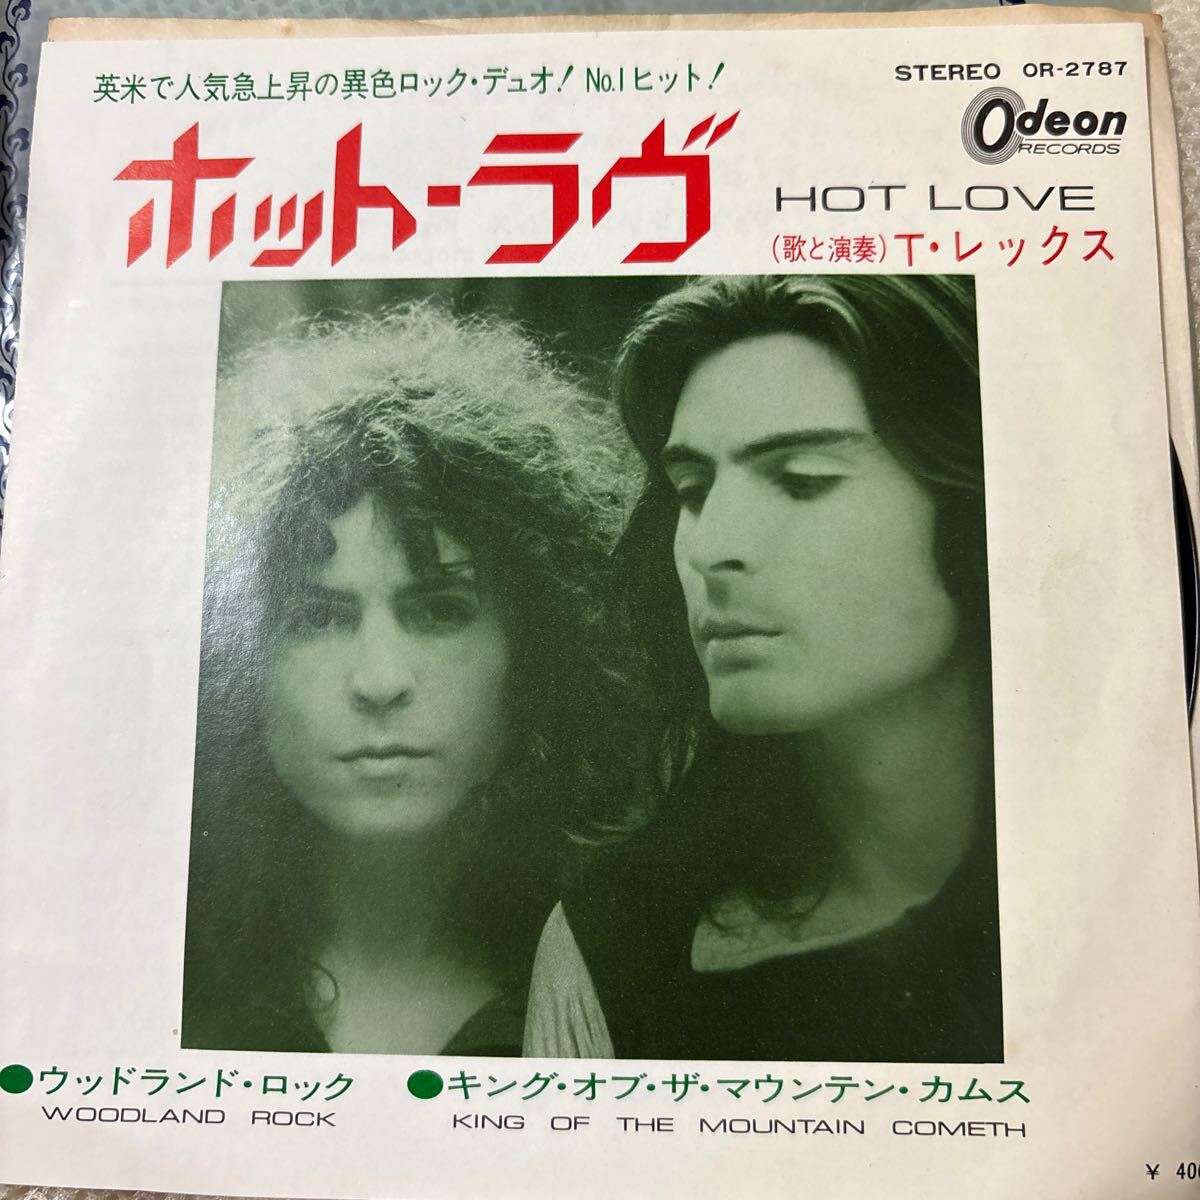 英米で人気急上昇の異色ロック・デュオ! No.1ヒット!
STEREO OR-2787
Odeon
RECORDS
ホット・ラヴ
HOT LOVE
(歌と演奏) T・レックス
●ウッドランド・ロック
WOODLAND ROCK
●キング・オブ・ザ・マウンテン・カムス
KING OF THE MOUNTAIN COMETH
¥ 400